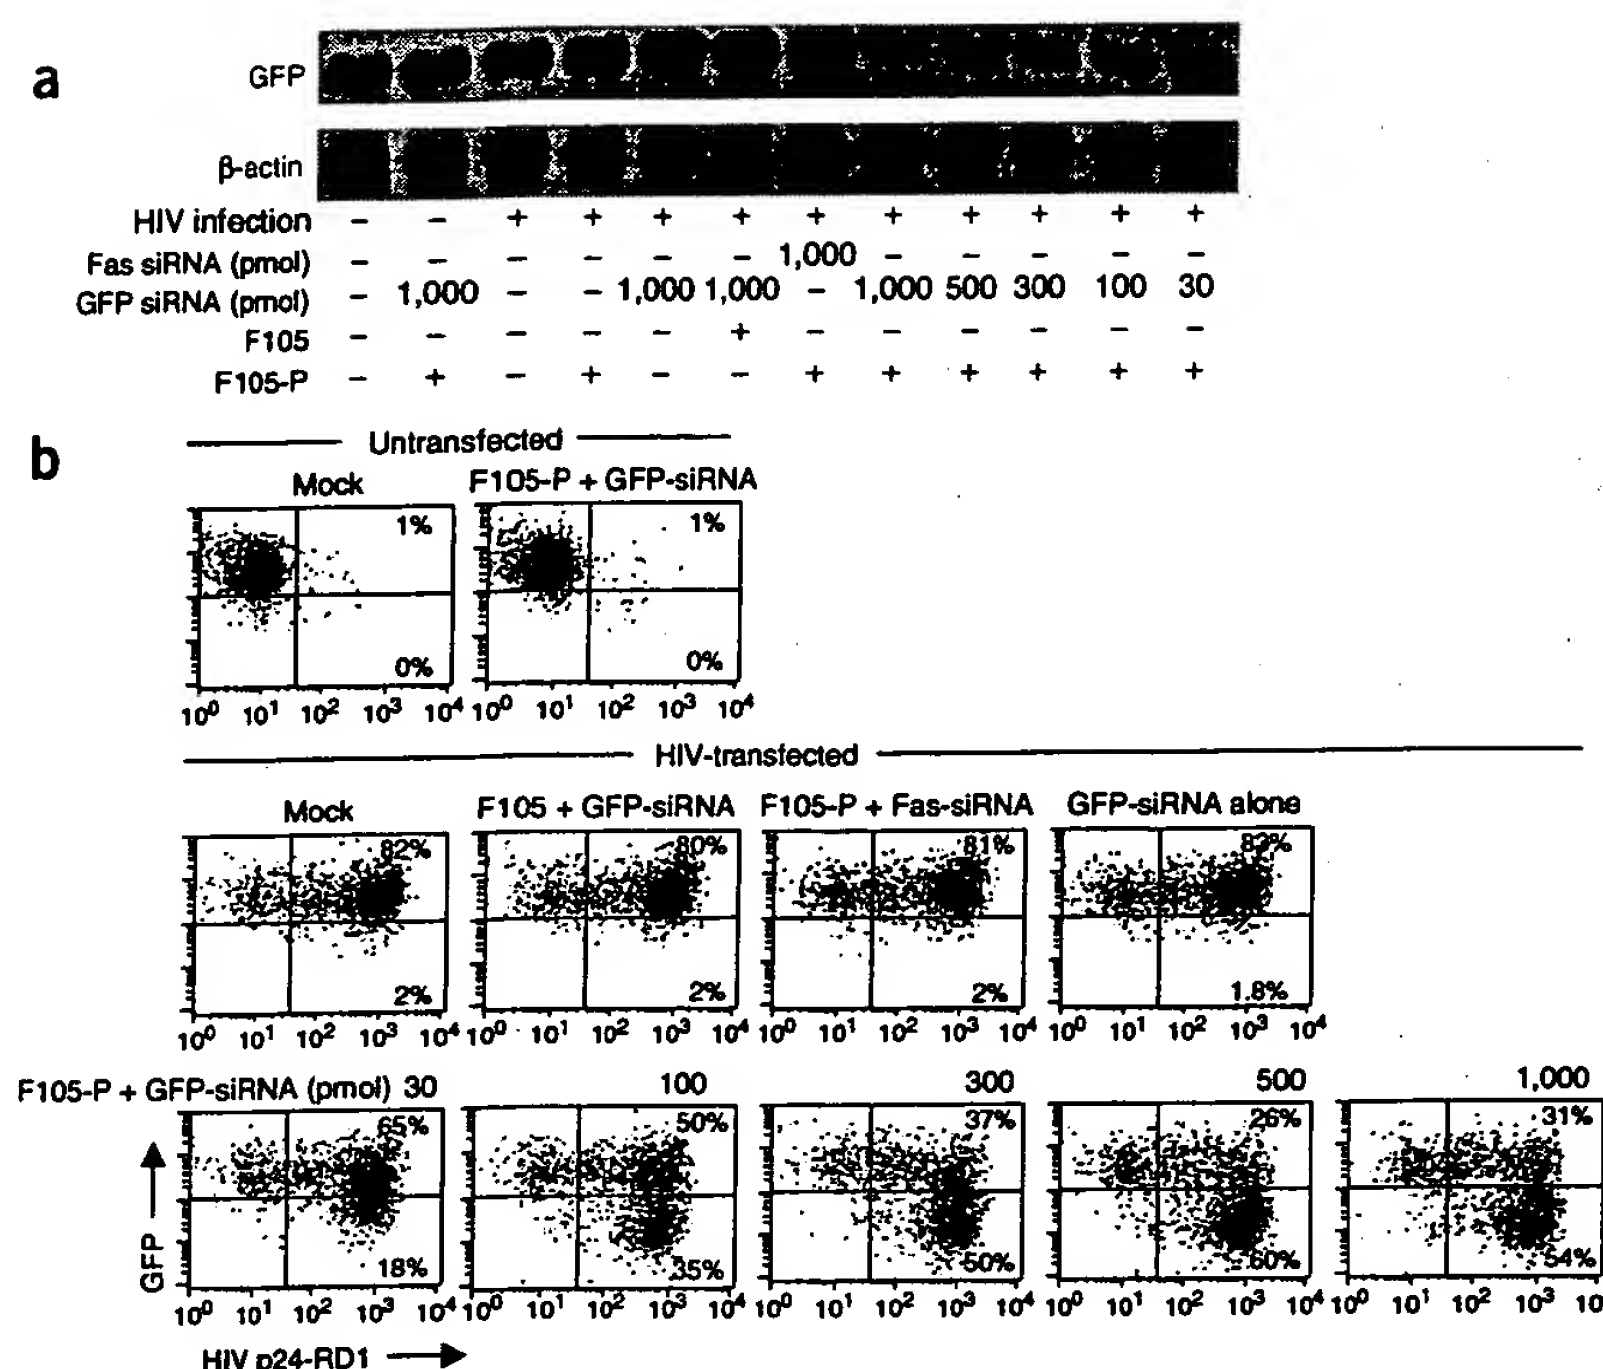 a
GFP
β-actin
HIV infection - - + + + + + + + + + +
Fas siRNA (pmol) - - - - - - 1,000 - - - - -
GFP siRNA (pmol) - 1,000 - - 1,000 1,000 - 1,000 500 300 100 30
F105 - - - - - + - - - - - -
F105-P - + - + - - + + + + + +
b
Untransfected
Mock F105-P + GFP-siRNA
1% 1%
0% 0%
10⁰ 10¹ 10² 10³ 10⁴ 10⁰ 10¹ 10² 10³ 10⁴
HIV-transfected
Mock F105 + GFP-siRNA F105-P + Fas-siRNA GFP-siRNA alone
82% 80% 81% 82%
2% 2% 2% 1.8%
10⁰ 10¹ 10² 10³ 10⁴ 10⁰ 10¹ 10² 10³ 10⁴ 10⁰ 10¹ 10² 10³ 10⁴ 10⁰ 10¹ 10² 10³ 10⁴
F105-P + GFP-siRNA (pmol) 30 100 300 500 1,000
65% 50% 37% 26% 31%
GFP
18% 35% 50% 60% 54%
10⁰ 10¹ 10² 10³ 10⁴ 10⁰ 10¹ 10² 10³ 10⁴ 10⁰ 10¹ 10² 10³ 10⁴ 10⁰ 10¹ 10² 10³ 10⁴ 10⁰ 10¹ 10² 10³
HIV p24-RD1